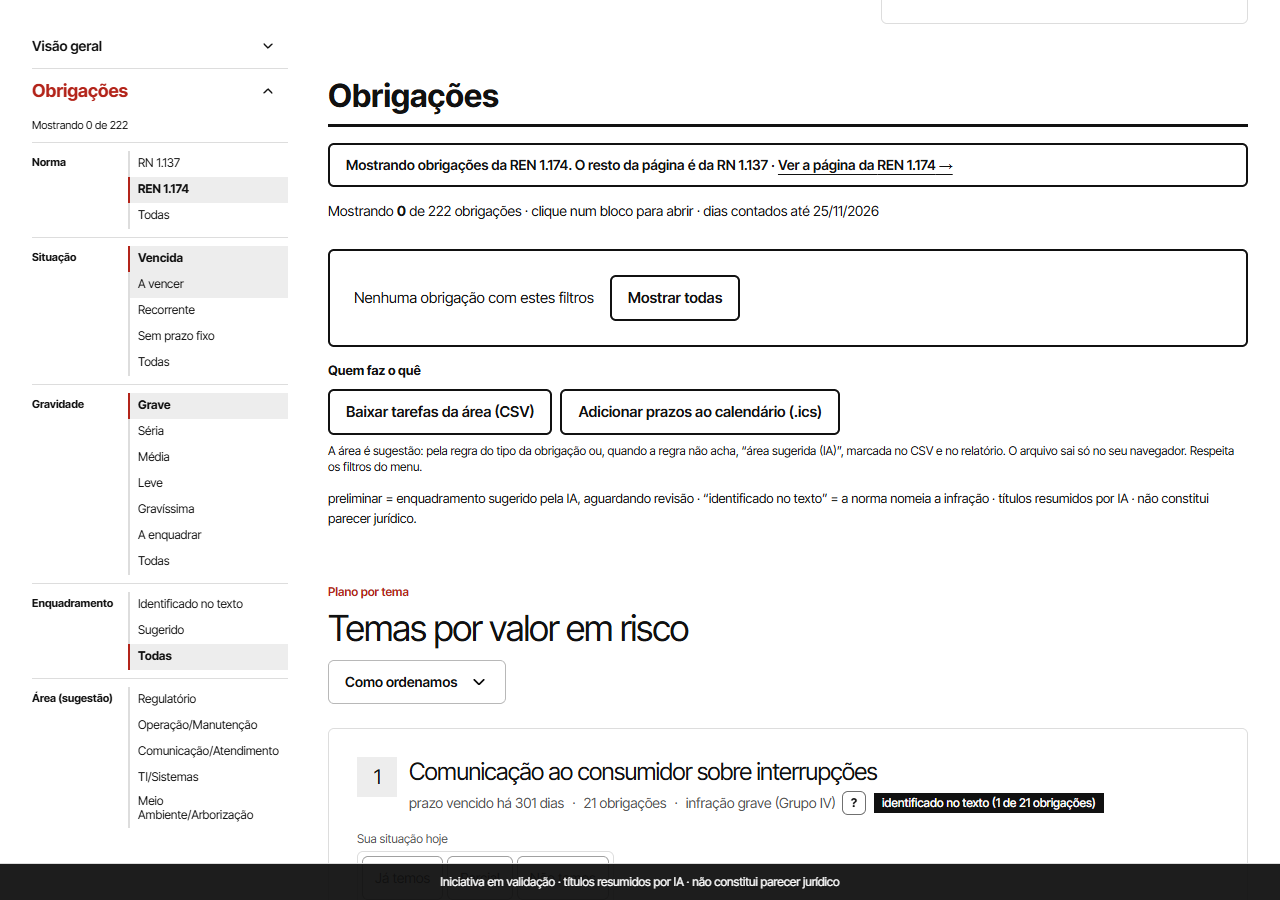 Visão geral
Obrigações
Mostrando 0 de 222
Norma
RN 1.137
REN 1.174
Todas
Situação
Vencida
A vencer
Recorrente
Sem prazo fixo
Todas
Gravidade
Grave
Séria
Média
Leve
Gravíssima
A enquadrar
Todas
Enquadramento
Identificado no texto
Sugerido
Todas
Área (sugestão)
Regulatório
Operação/Manutenção
Comunicação/Atendimento
TI/Sistemas
Meio
Ambiente/Arborização
Obrigações
Mostrando obrigações da REN 1.174. O resto da página é da RN 1.137 · Ver a página da REN 1.174 →
Mostrando 0 de 222 obrigações · clique num bloco para abrir · dias contados até 25/11/2026
Nenhuma obrigação com estes filtros
Mostrar todas
Quem faz o quê
Baixar tarefas da área (CSV)
Adicionar prazos ao calendário (.ics)
A área é sugestão: pela regra do tipo da obrigação ou, quando a regra não acha, “área sugerida (IA)”, marcada no CSV e no relatório. O arquivo sai só no seu navegador. Respeita
os filtros do menu.
preliminar = enquadramento sugerido pela IA, aguardando revisão · “identificado no texto” = a norma nomeia a infração · títulos resumidos por IA · não constitui
parecer jurídico.
Plano por tema
Temas por valor em risco
Como ordenamos
1
Comunicação ao consumidor sobre interrupções
prazo vencido há 301 dias · 21 obrigações · infração grave (Grupo IV) ? identificado no texto (1 de 21 obrigações)
Sua situação hoje
Já temos
Iniciativa em validação · títulos resumidos por IA · não constitui parecer jurídico